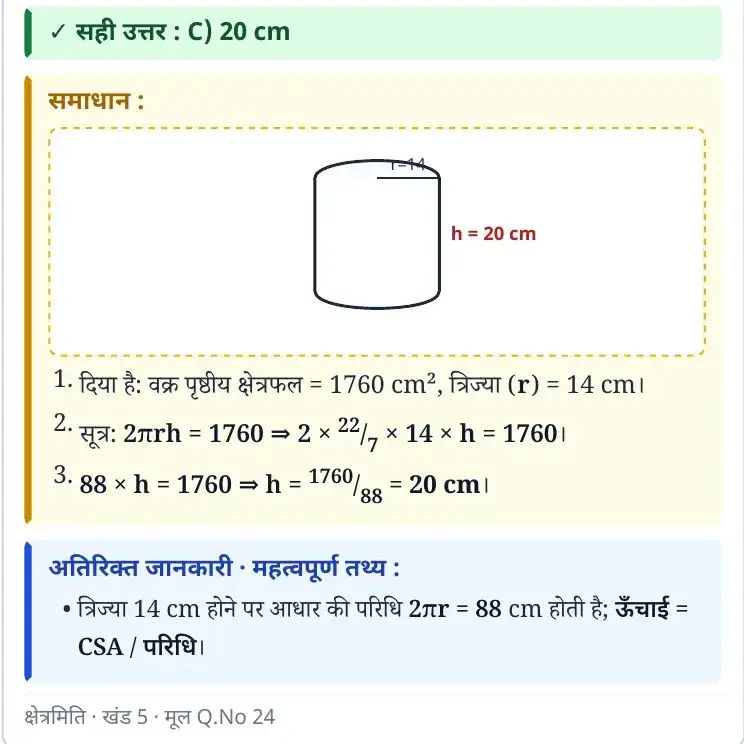 ✓ सही उत्तर : C) 20 cm
समाधान :
r=14
h = 20 cm
1. दिया है: वक्र पृष्ठीय क्षेत्रफल = 1760 cm², त्रिज्या (r) = 14 cm।
2. सूत्र: 2πrh = 1760 ⇒ 2 × 22/7 × 14 × h = 1760।
3. 88 × h = 1760 ⇒ h = 1760/88 = 20 cm।
अतिरिक्त जानकारी · महत्वपूर्ण तथ्य :
• त्रिज्या 14 cm होने पर आधार की परिधि 2πr = 88 cm होती है; ऊँचाई =
CSA / परिधि।
क्षेत्रमिति · खंड 5 · मूल Q.No 24